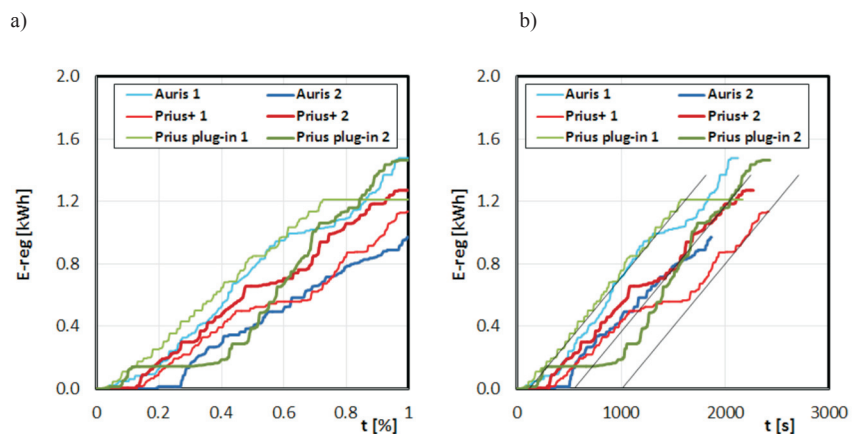 a) b)
2.0 2.0
Auris 1 Auris 2 Auris 1 Auris 2
Prius+ 1 Prius+ 2 Prius+ 1 Prius+ 2
Prius plug-in 1 Prius plug-in 2 Prius plug-in 1 Prius plug-in 2
1.6 1.6
1.2 1.2
E-reg [kWh] E-reg [kWh]
0.8 0.8
0.4 0.4
0.0 0.0
0 0.2 0.4 0.6 0.8 1 0 1000 2000 3000
t [%] t [s]